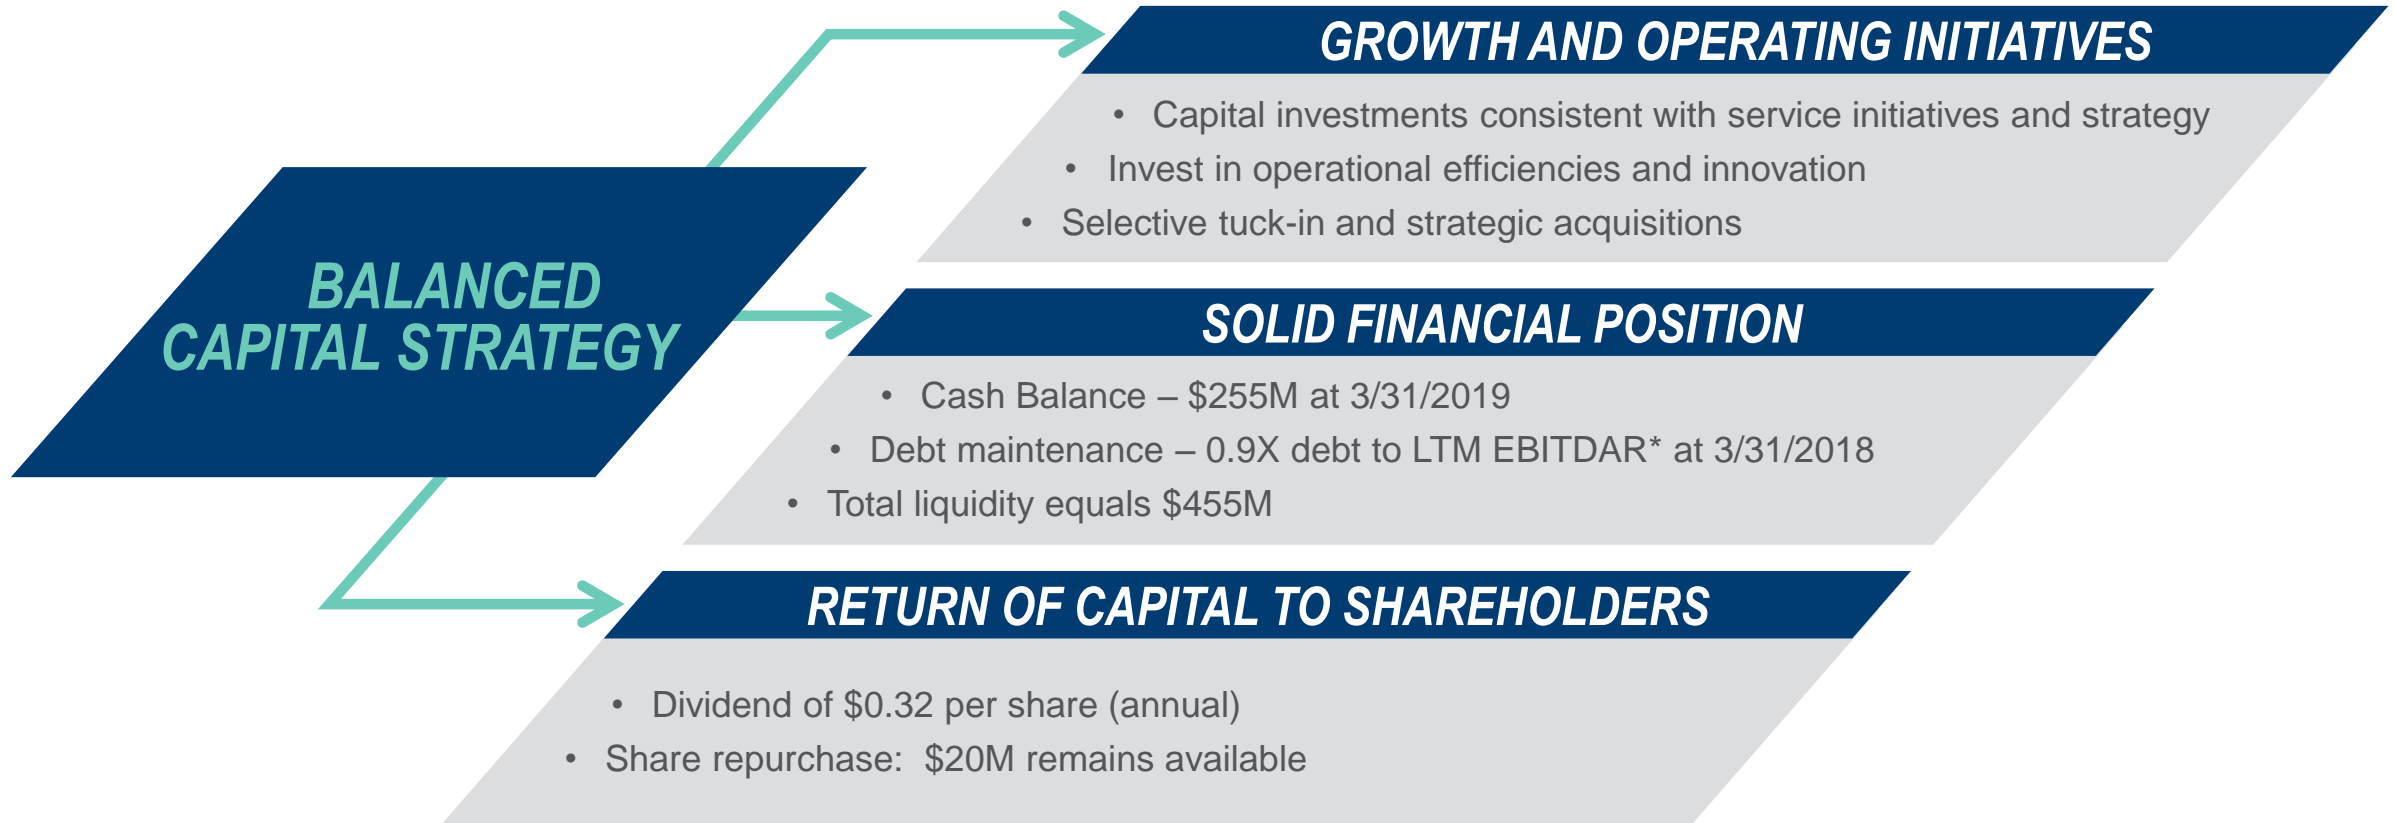 BALANCED
CAPITAL STRATEGY
GROWTH AND OPERATING INITIATIVES
• Capital investments consistent with service initiatives and strategy
• Invest in operational efficiencies and innovation
• Selective tuck-in and strategic acquisitions
SOLID FINANCIAL POSITION
• Cash Balance – $255M at 3/31/2019
• Debt maintenance – 0.9X debt to LTM EBITDAR* at 3/31/2018
• Total liquidity equals $455M
RETURN OF CAPITAL TO SHAREHOLDERS
• Dividend of $0.32 per share (annual)
• Share repurchase:  $20M remains available